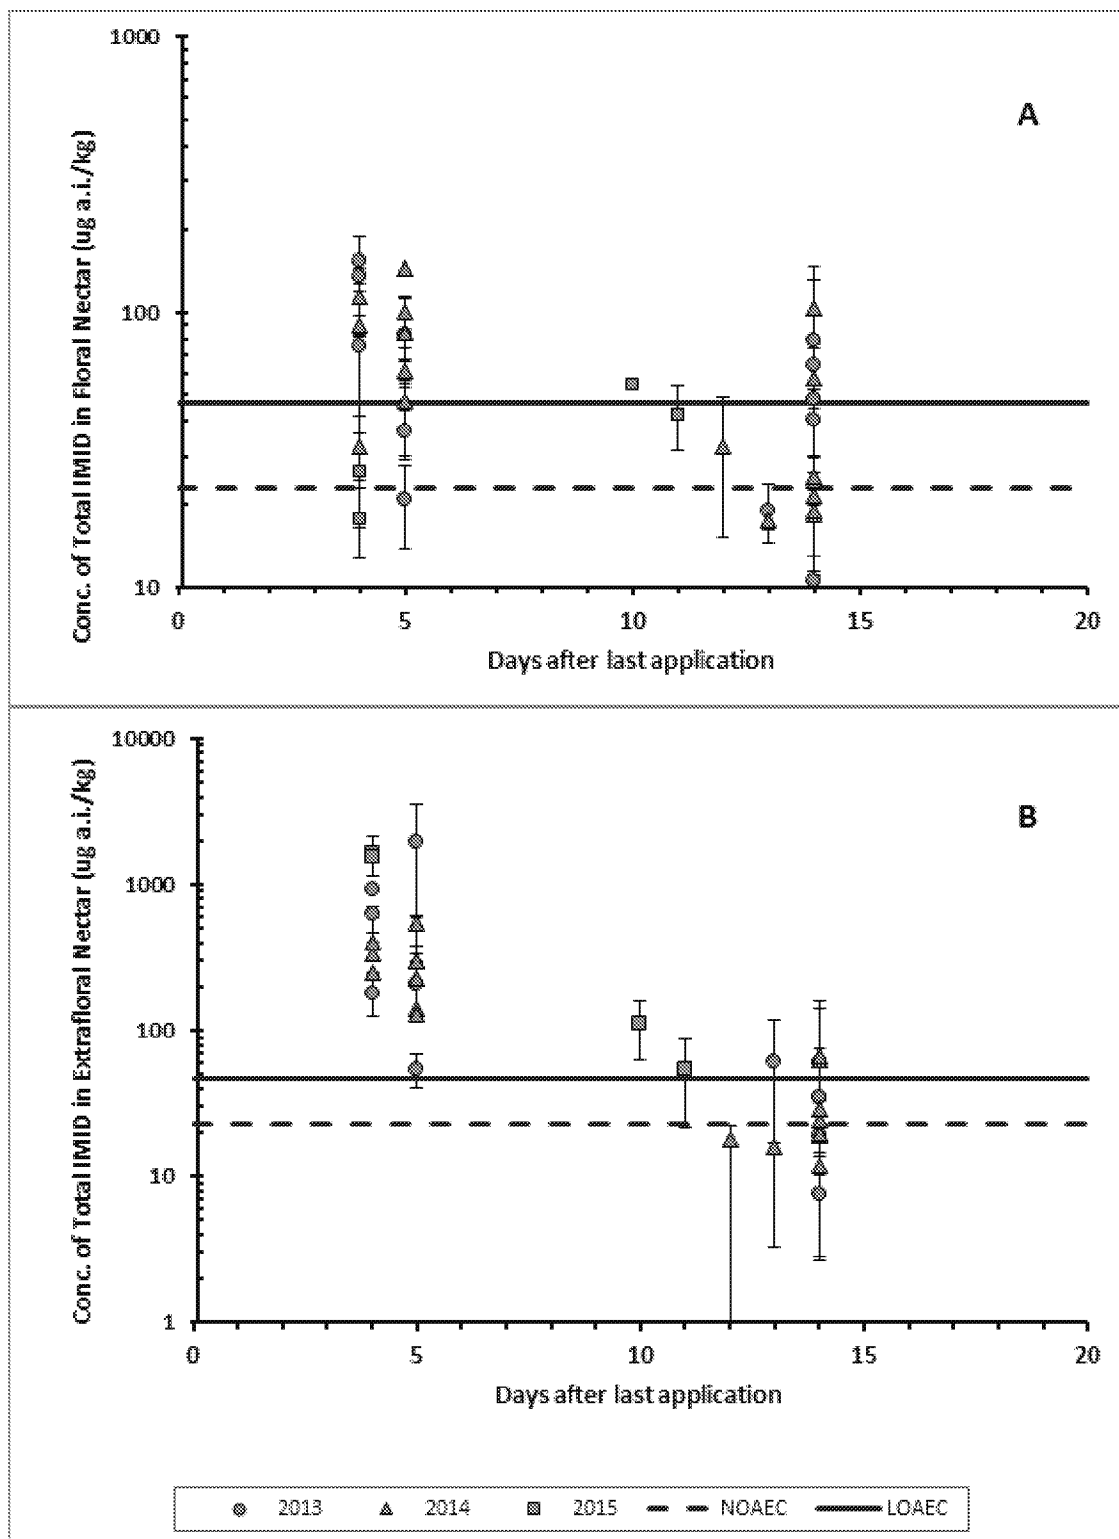 A
Conc. of Total IMID in Floral Nectar (ug a.i./kg)
1000
100
10
0 5 10 15 20
Days after last application
B
Conc. of Total IMID in Extrafloral Nectar (ug a.i./kg)
10000
1000
100
10
1
0 5 10 15 20
Days after last application
2013 2014 2015 NOAEC LOAEC